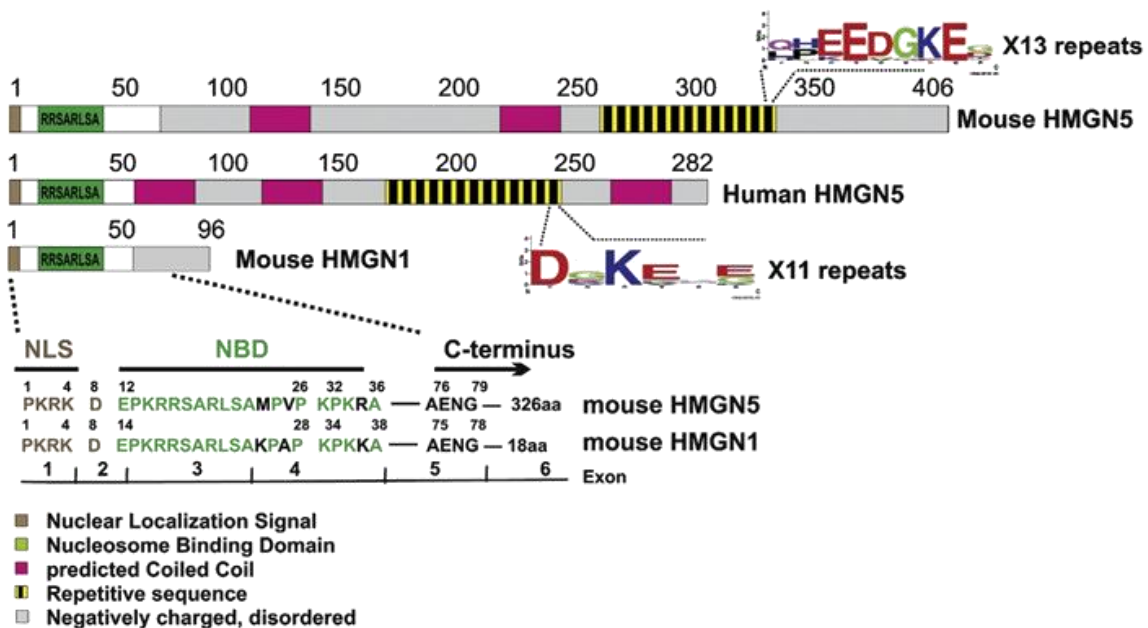 EEDGKE X13 repeats
1 50 100 150 200 250 300 350 406
RRSARLSA Mouse HMGN5
1 50 100 150 200 250 282
RRSARLSA Human HMGN5
1 50 96
RRSARLSA Mouse HMGN1
D KE E X11 repeats
NLS NBD C-terminus
1 4 8 12 26 32 36 76 79
PKRK D EPKRRSARLSAMPVP KPKRA — AENG — 326aa mouse HMGN5
1 4 8 14 28 34 38 75 78
PKRK D EPKRRSARLSAKPAP KPKKA — AENG — 18aa mouse HMGN1
1 2 3 4 5 6 Exon
Nuclear Localization Signal
Nucleosome Binding Domain
predicted Coiled Coil
Repetitive sequence
Negatively charged, disordered